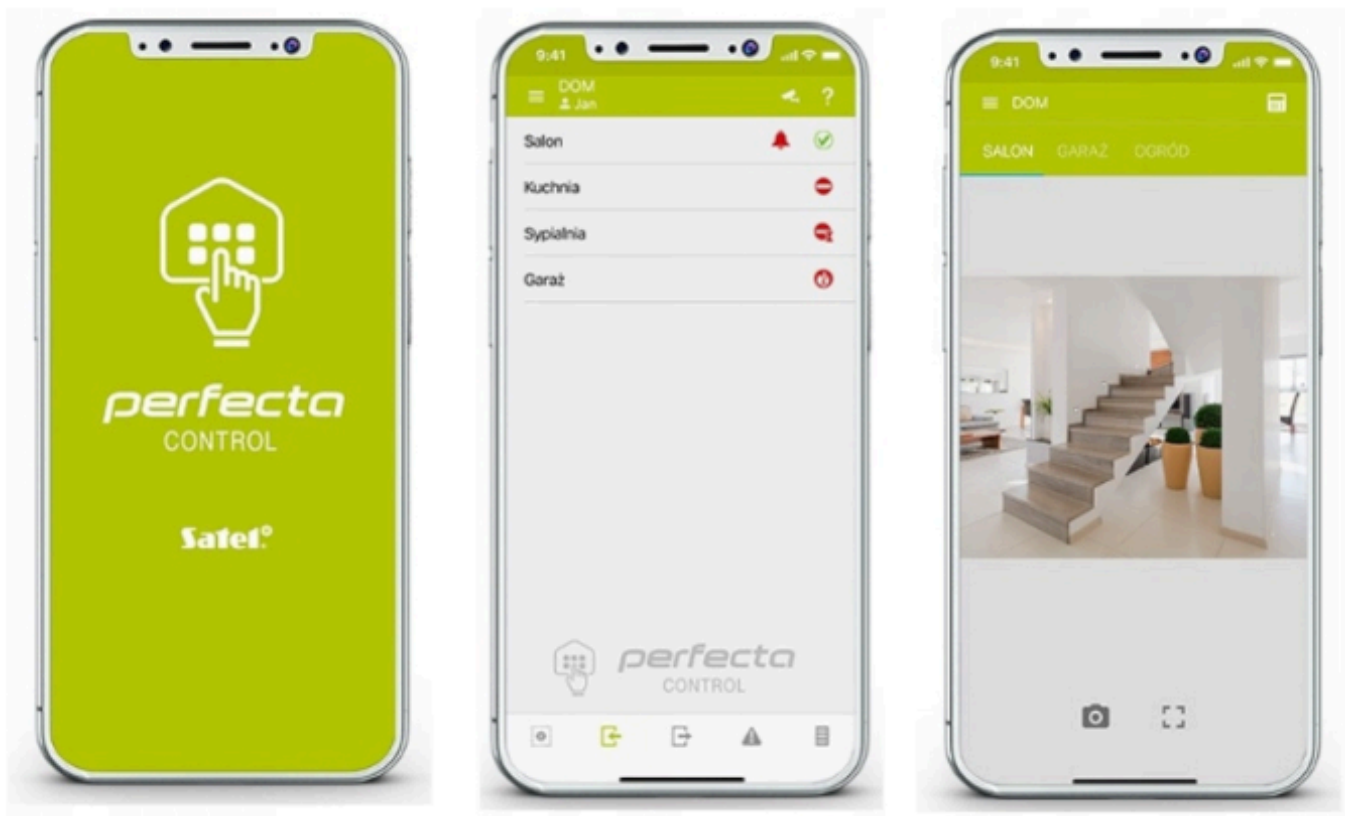 perfecta
CONTROL
Satel
9:41
DOM
Jan
?
Salon
Kuchnia
Sypialnia
Garaż
perfecta
CONTROL
9:41
DOM
SALON GARAŻ OGRÓD